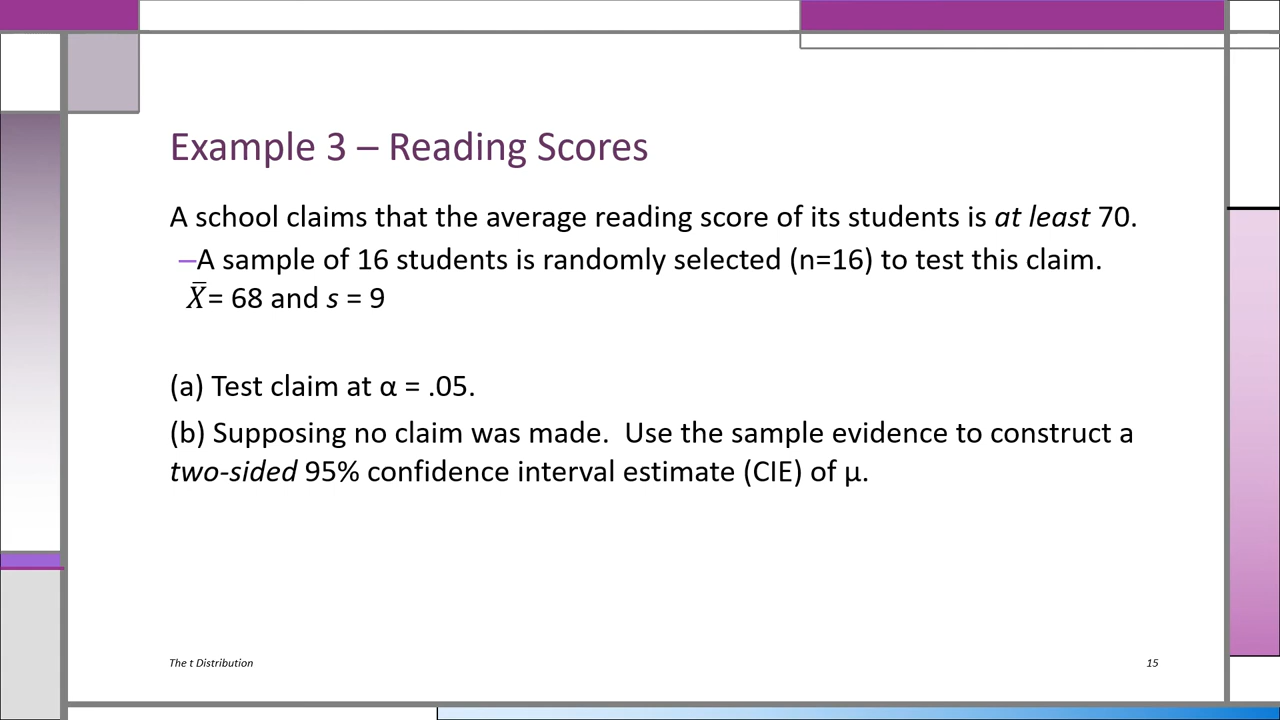 Example 3 – Reading Scores
A school claims that the average reading score of its students is at least 70.
–A sample of 16 students is randomly selected (n=16) to test this claim.
X̅= 68 and s = 9
(a) Test claim at α = .05.
(b) Supposing no claim was made.  Use the sample evidence to construct a
two-sided 95% confidence interval estimate (CIE) of μ.
The t Distribution
15